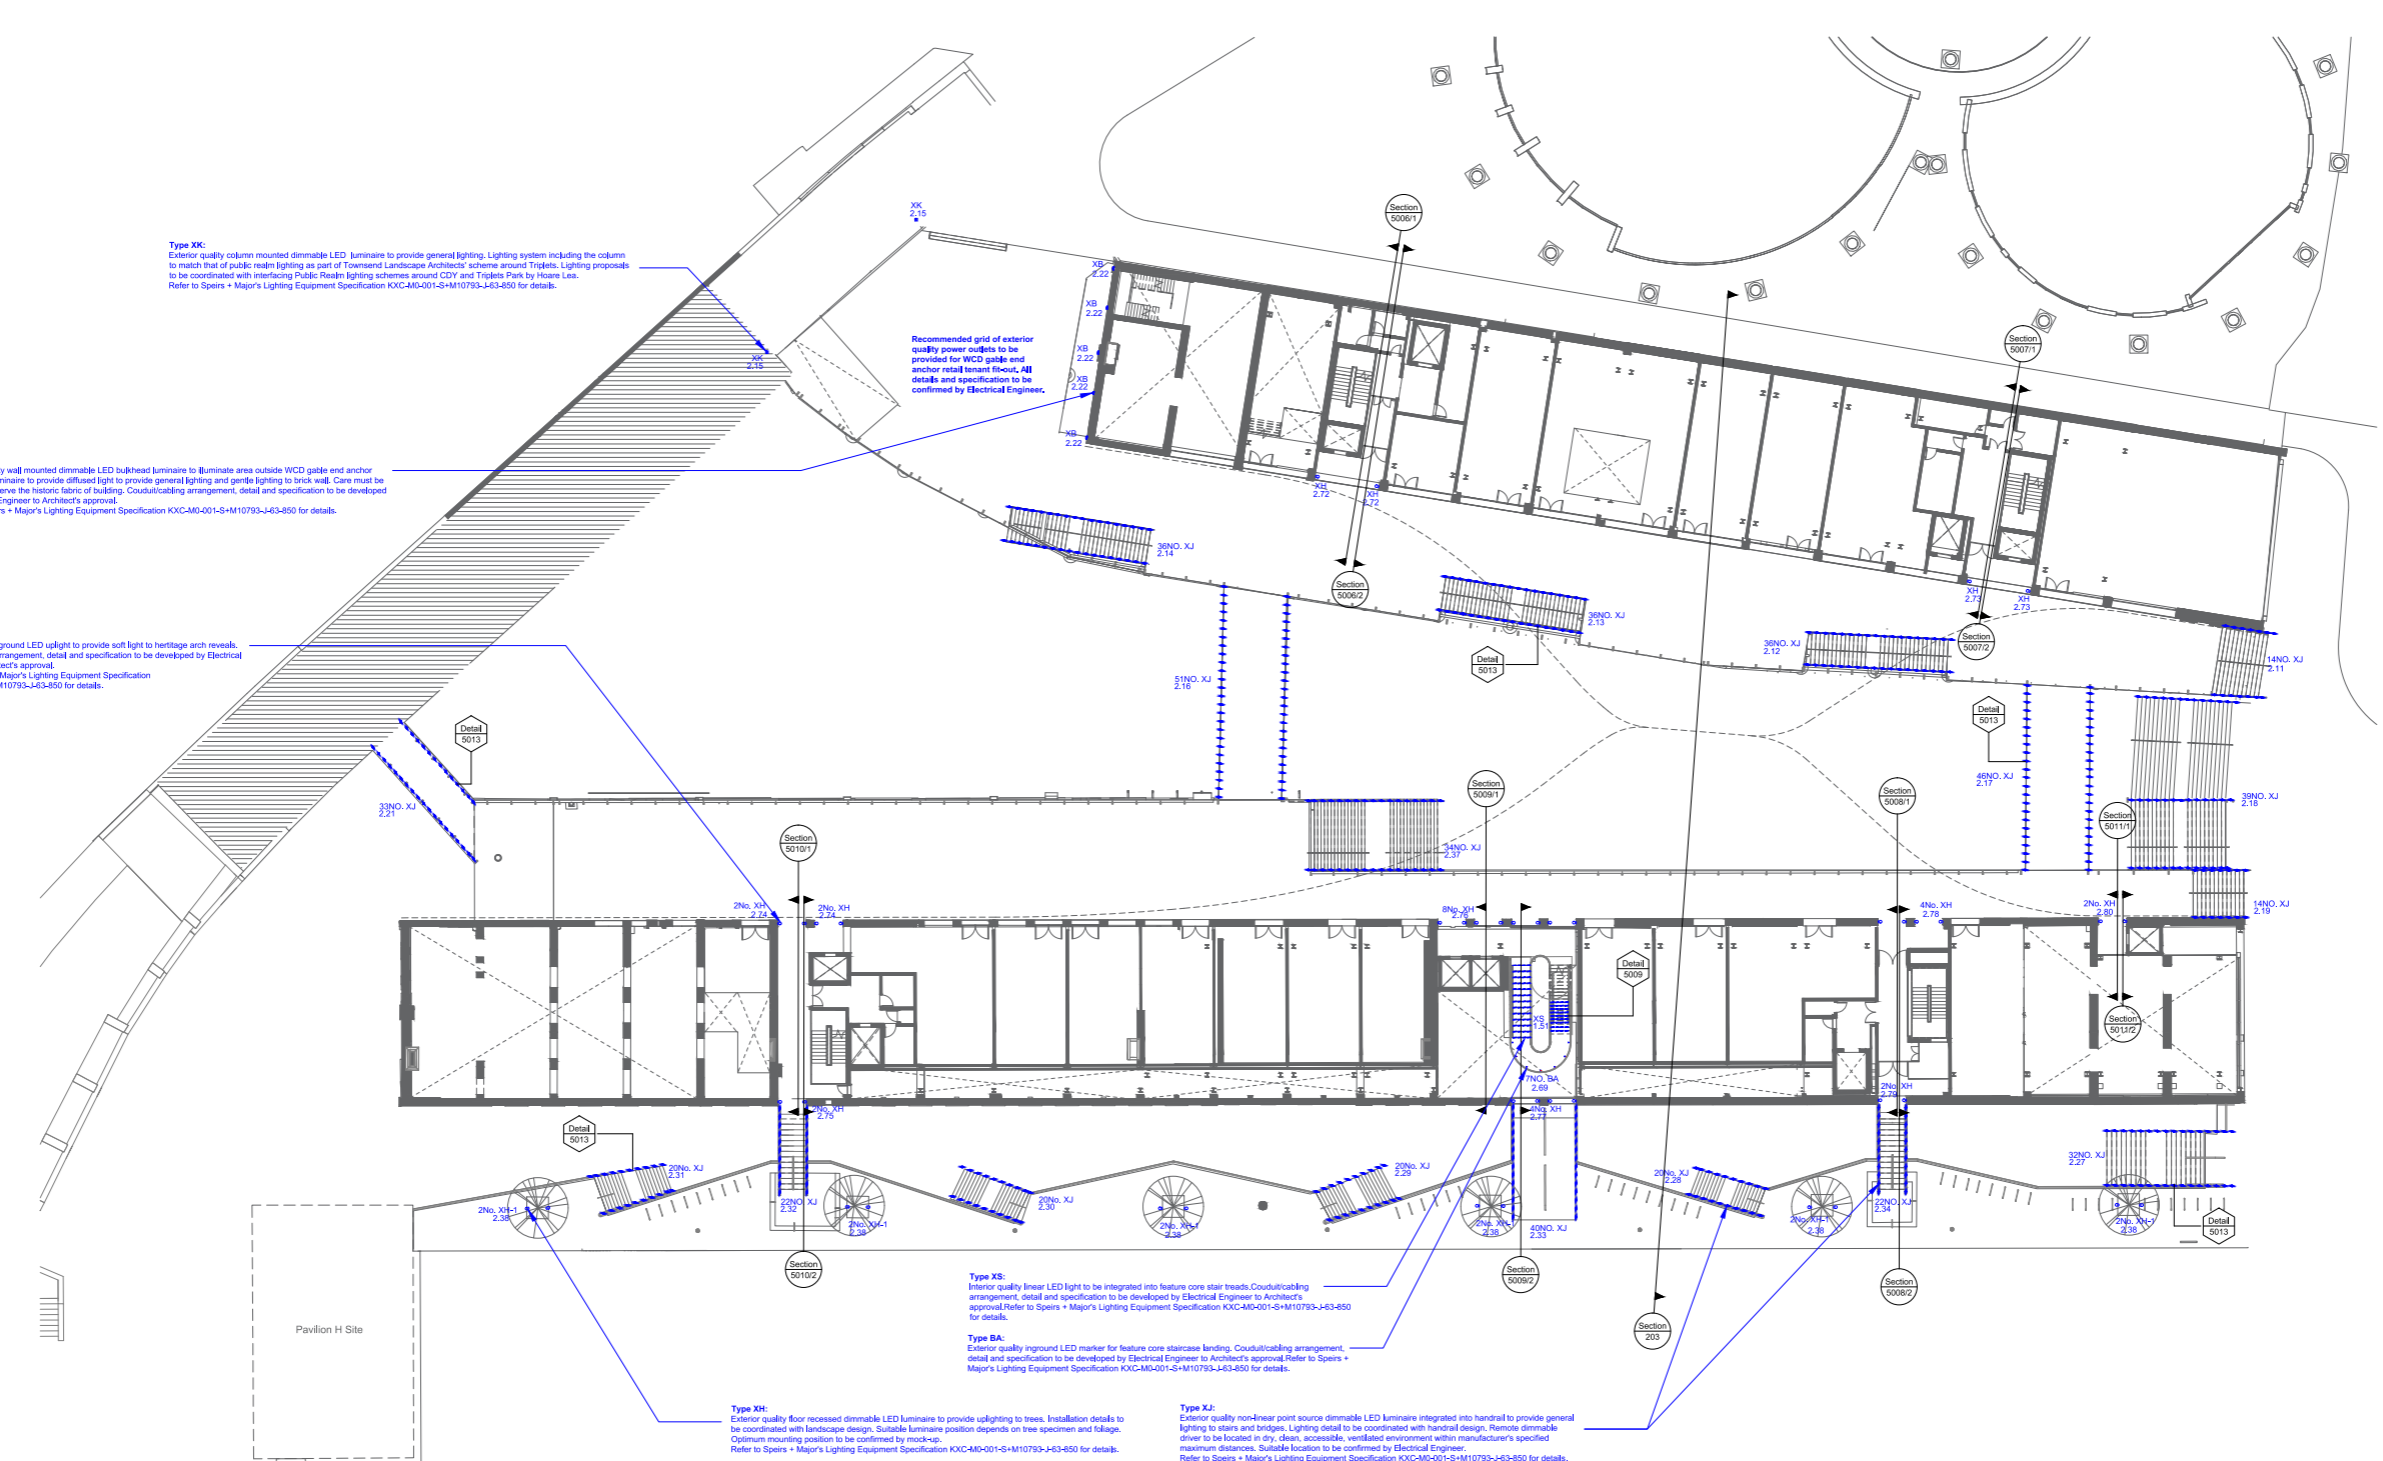 XK
2.15
Type XK:
Exterior quality column mounted dimmable LED luminaire to provide general lighting. Lighting system including the column
to match that of public realm lighting as part of Townsend Landscape Architects' scheme around Triplets. Lighting proposals
to be coordinated with interfacing Public Realm lighting schemes around CDY and Triplets Park by Hoare Lea.
Refer to Speirs + Major's Lighting Equipment Specification KXC-M0-001-S+M10793-J-63-850 for details.
XK
2.15
Section
5006/1
XB
2.22
XB
2.22
XB
2.22
XB
2.22
XB
2.22
Recommended grid of exterior
quality power outlets to be
provided for WCD gable end
anchor retail tenant fit-out. All
details and specification to be
confirmed by Electrical Engineer.
Section
5007/1
y wall mounted dimmable LED bulkhead luminaire to illuminate area outside WCD gable end anchor
minaire to provide diffused light to provide general lighting and gentle lighting to brick wall. Care must be
erve the historic fabric of building. Couduit/cabling arrangement, detail and specification to be developed
Engineer to Architect's approval.
rs + Major's Lighting Equipment Specification KXC-M0-001-S+M10793-J-63-850 for details.
XH
2.72
XH
2.72
36NO. XJ
2.14
Section
5006/2
36NO. XJ
2.13
XH
2.73
XH
2.73
Section
5007/2
36NO. XJ
2.12
14NO. XJ
2.11
Detail
5013
ground LED uplight to provide soft light to hertitage arch reveals.
rrangement, detail and specification to be developed by Electrical
tect's approval.
Major's Lighting Equipment Specification
M10793-J-63-850 for details.
51NO. XJ
2.16
Detail
5013
Detail
5013
46NO. XJ
2.17
39NO. XJ
2.18
33NO. XJ
2.21
Section
5009/1
Section
5008/1
Section
5011/1
Section
5010/1
34NO. XJ
2.37
2No. XH
2.74
2No. XH
2.74
8No. XH
2.76
4No. XH
2.78
2No. XH
2.80
14NO. XJ
2.19
Detail
5009
XS
1.51
Section
5011/2
7NO. BA
2.69
2No. XH
2.75
4No. XH
2.77
2No. XH
2.79
Detail
5013
20No. XJ
2.31
22NO. XJ
2.32
20No. XJ
2.30
20No. XJ
2.29
20No. XJ
2.28
22NO. XJ
2.34
32NO. XJ
2.27
2No. XH-1
2.38
2No. XH-1
2.38
2No. XH-1
2.38
2No. XH-1
2.38
40NO. XJ
2.33
2No. XH-1
2.38
2No. XH-1
2.38
Detail
5013
Section
5010/2
Section
5009/2
Section
5008/2
Section
203
Type XS:
Interior quality linear LED light to be integrated into feature core stair treads.Couduit/cabling
arrangement, detail and specification to be developed by Electrical Engineer to Architect's
approval.Refer to Speirs + Major's Lighting Equipment Specification KXC-M0-001-S+M10793-J-63-850
for details.
Type BA:
Exterior quality inground LED marker for feature core staircase landing. Couduit/cabling arrangement,
detail and specification to be developed by Electrical Engineer to Architect's approval.Refer to Speirs +
Major's Lighting Equipment Specification KXC-M0-001-S+M10793-J-63-850 for details.
Pavilion H Site
Type XH:
Exterior quality floor recessed dimmable LED luminaire to provide uplighting to trees. Installation details to
be coordinated with landscape design. Suitable luminaire position depends on tree specimen and foliage.
Optimum mounting position to be confirmed by mock-up.
Refer to Speirs + Major's Lighting Equipment Specification KXC-M0-001-S+M10793-J-63-850 for details.
Type XJ:
Exterior quality non-linear point source dimmable LED luminaire integrated into handrail to provide general
lighting to stairs and bridges. Lighting detail to be coordinated with handrail design. Remote dimmable
driver to be located in dry, clean, accessible, ventilated environment within manufacturer's specified
maximum distances. Suitable location to be confirmed by Electrical Engineer.
Refer to Speirs + Major's Lighting Equipment Specification KXC-M0-001-S+M10793-J-63-850 for details.